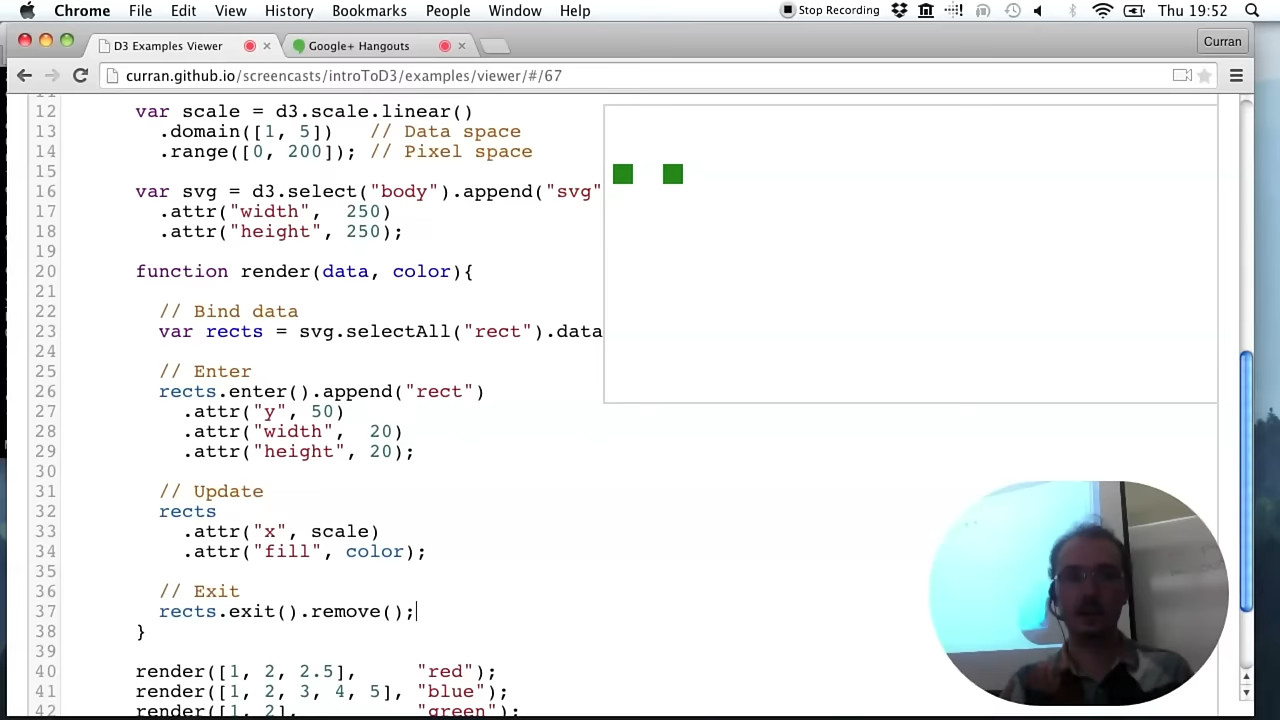 Chrome File Edit View History Bookmarks People Window Help Stop Recording Thu 19:52
D3 Examples Viewer Google+ Hangouts Curran
curran.github.io/screencasts/introToD3/examples/viewer/#/67
11
12 var scale = d3.scale.linear()
13 .domain([1, 5]) // Data space
14 .range([0, 200]); // Pixel space
15
16 var svg = d3.select("body").append("svg"
17 .attr("width", 250)
18 .attr("height", 250);
19
20 function render(data, color){
21
22 // Bind data
23 var rects = svg.selectAll("rect").data
24
25 // Enter
26 rects.enter().append("rect")
27 .attr("y", 50)
28 .attr("width", 20)
29 .attr("height", 20);
30
31 // Update
32 rects
33 .attr("x", scale)
34 .attr("fill", color);
35
36 // Exit
37 rects.exit().remove();
38 }
39
40 render([1, 2, 2.5], "red");
41 render([1, 2, 3, 4, 5], "blue");
42 render([1, 2], "green");